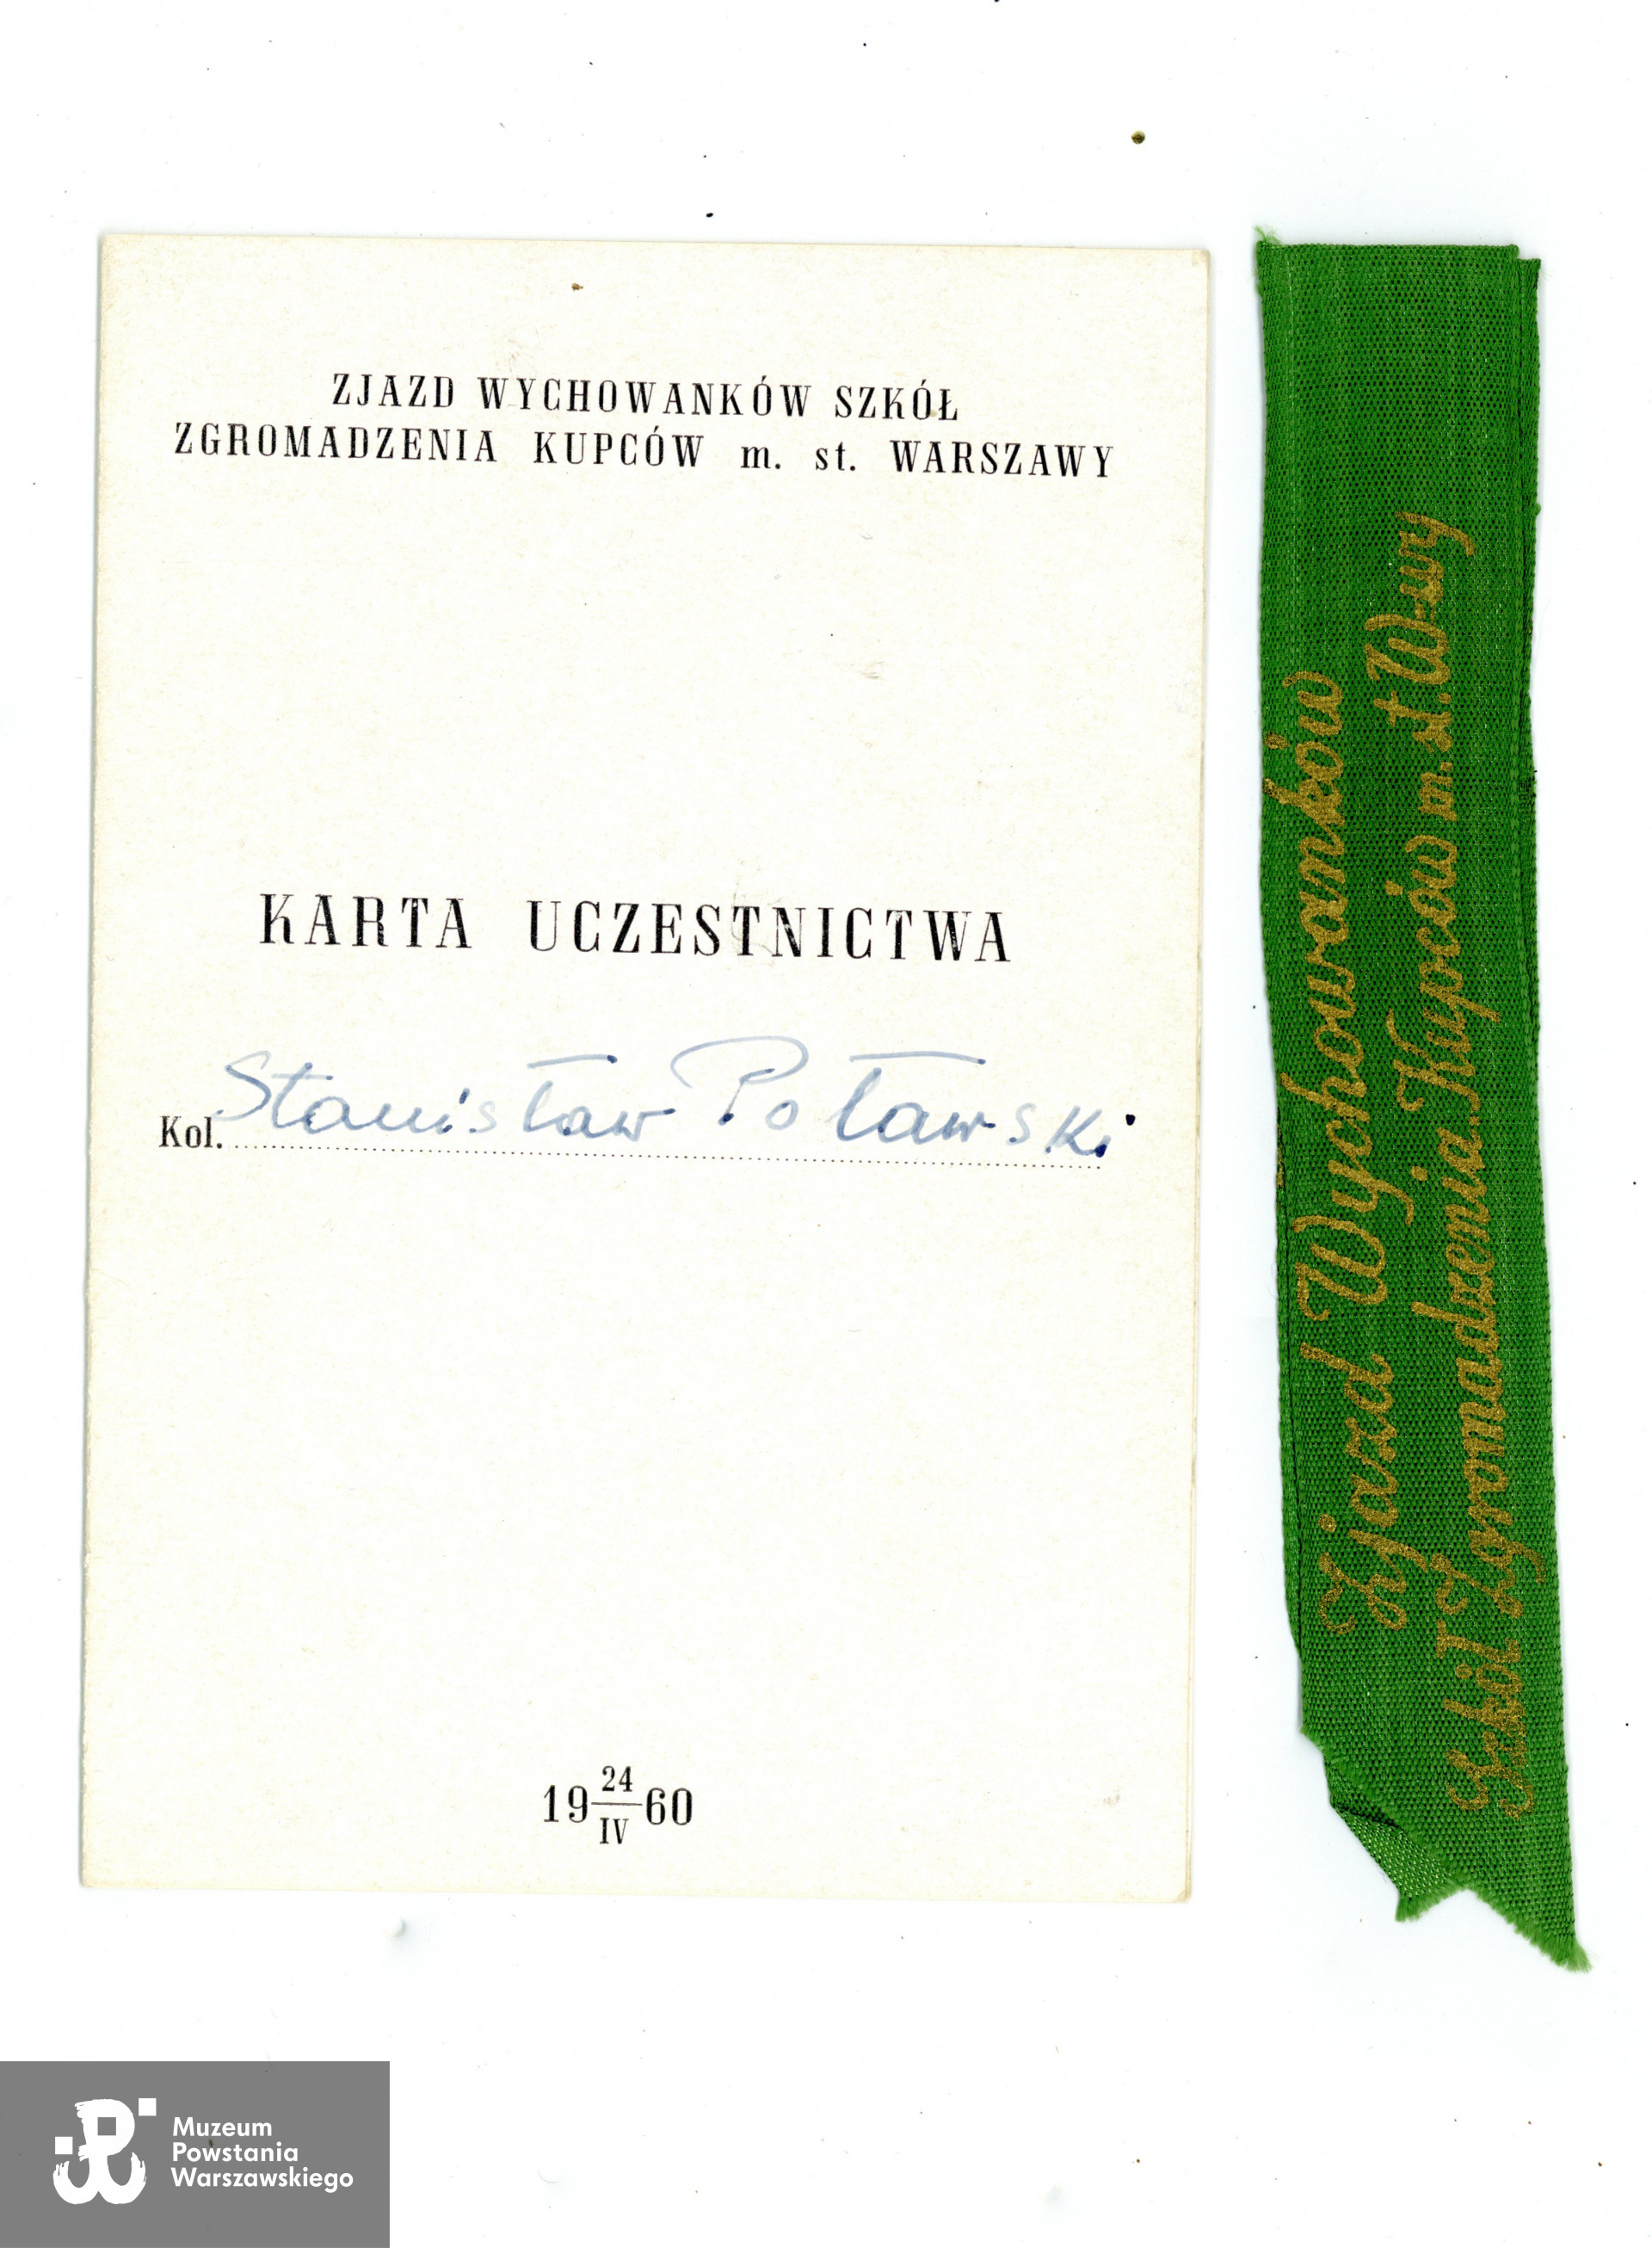 ZJAZD WYCHOWANKÓW SZKÓŁ
ZGROMADZENIA KUPCÓW m. st. WARSZAWY
KARTA UCZESTNICTWA
Kol. Stanisław Potawski
19 24/IV 60
Zjazd Wychowanków
Szkół Zgromadzenia Kupców m. st. W-wy
Muzeum
Powstania
Warszawskiego